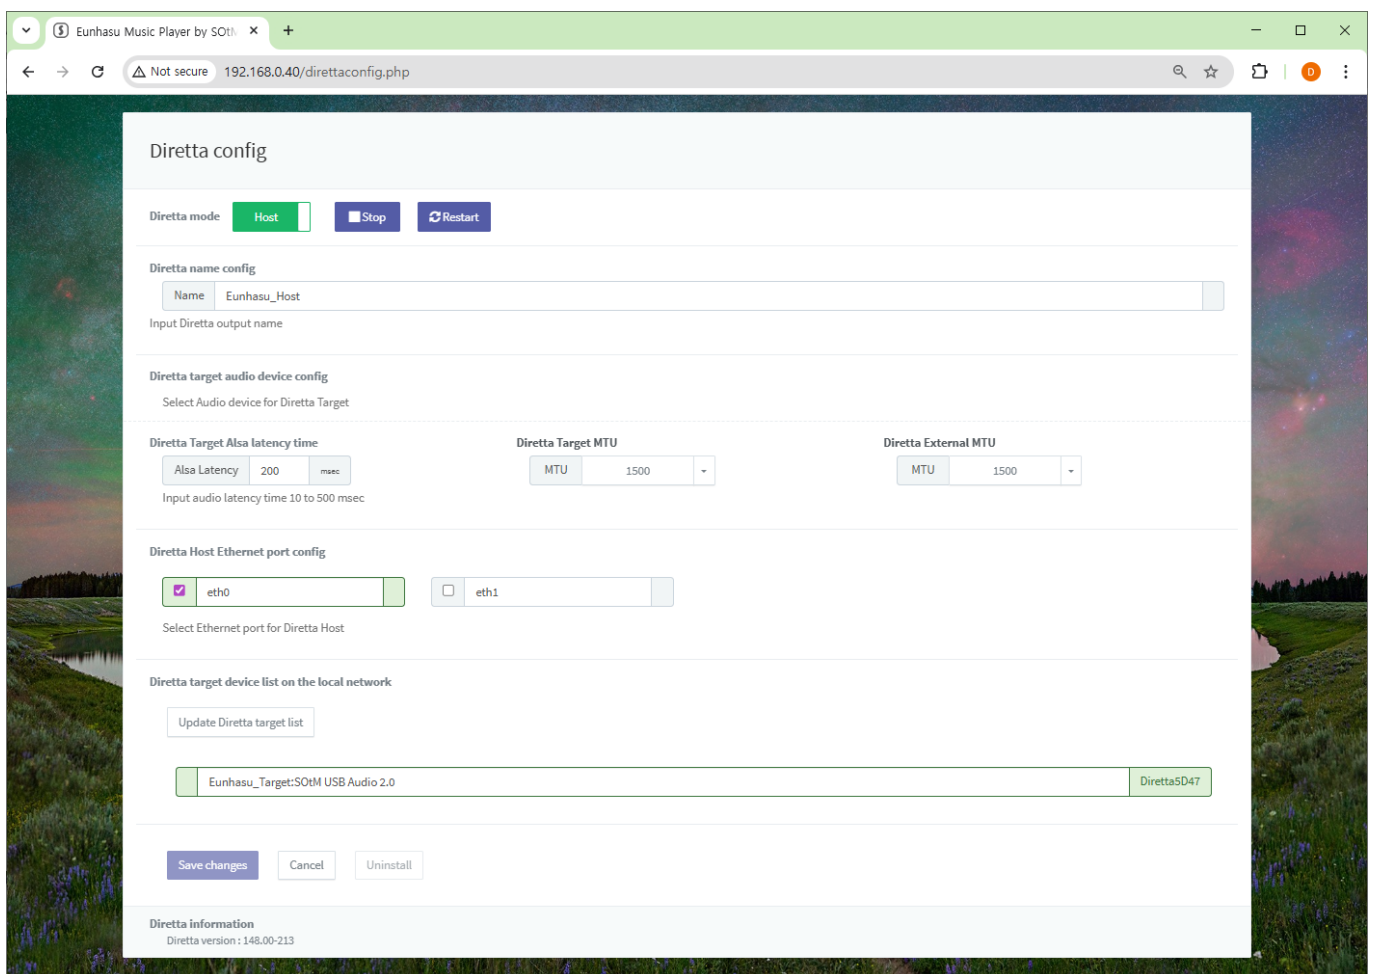 Eunhasu Music Player by SOtM
Not secure 192.168.0.40/direttaconfig.php
D
Diretta config
Diretta mode Host Stop Restart
Diretta name config
Name Eunhasu_Host
Input Diretta output name
Diretta target audio device config
Select Audio device for Diretta Target
Diretta Target Alsa latency time Diretta Target MTU Diretta External MTU
Alsa Latency 200 msec MTU 1500 MTU 1500
Input audio latency time 10 to 500 msec
Diretta Host Ethernet port config
eth0 eth1
Select Ethernet port for Diretta Host
Diretta target device list on the local network
Update Diretta target list
Eunhasu_Target:SOtM USB Audio 2.0 Diretta5D47
Save changes Cancel Uninstall
Diretta information
Diretta version : 148.00-213